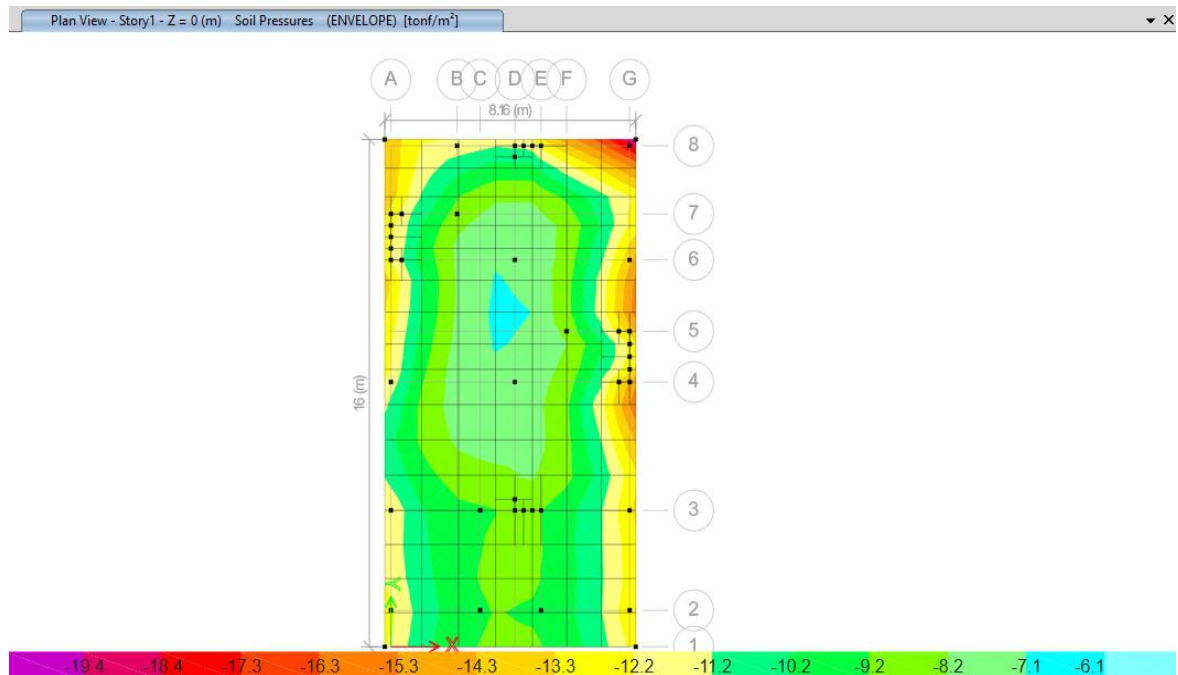 Plan View - Story1 - Z = 0 (m) Soil Pressures (ENVELOPE) [tonf/m²]
A B C D E F G
8.16 (m)
8
7
6
5
4
16 (m)
3
2
1
Y
X
-19.4 -18.4 -17.3 -16.3 -15.3 -14.3 -13.3 -12.2 -11.2 -10.2 -9.2 -8.2 -7.1 -6.1